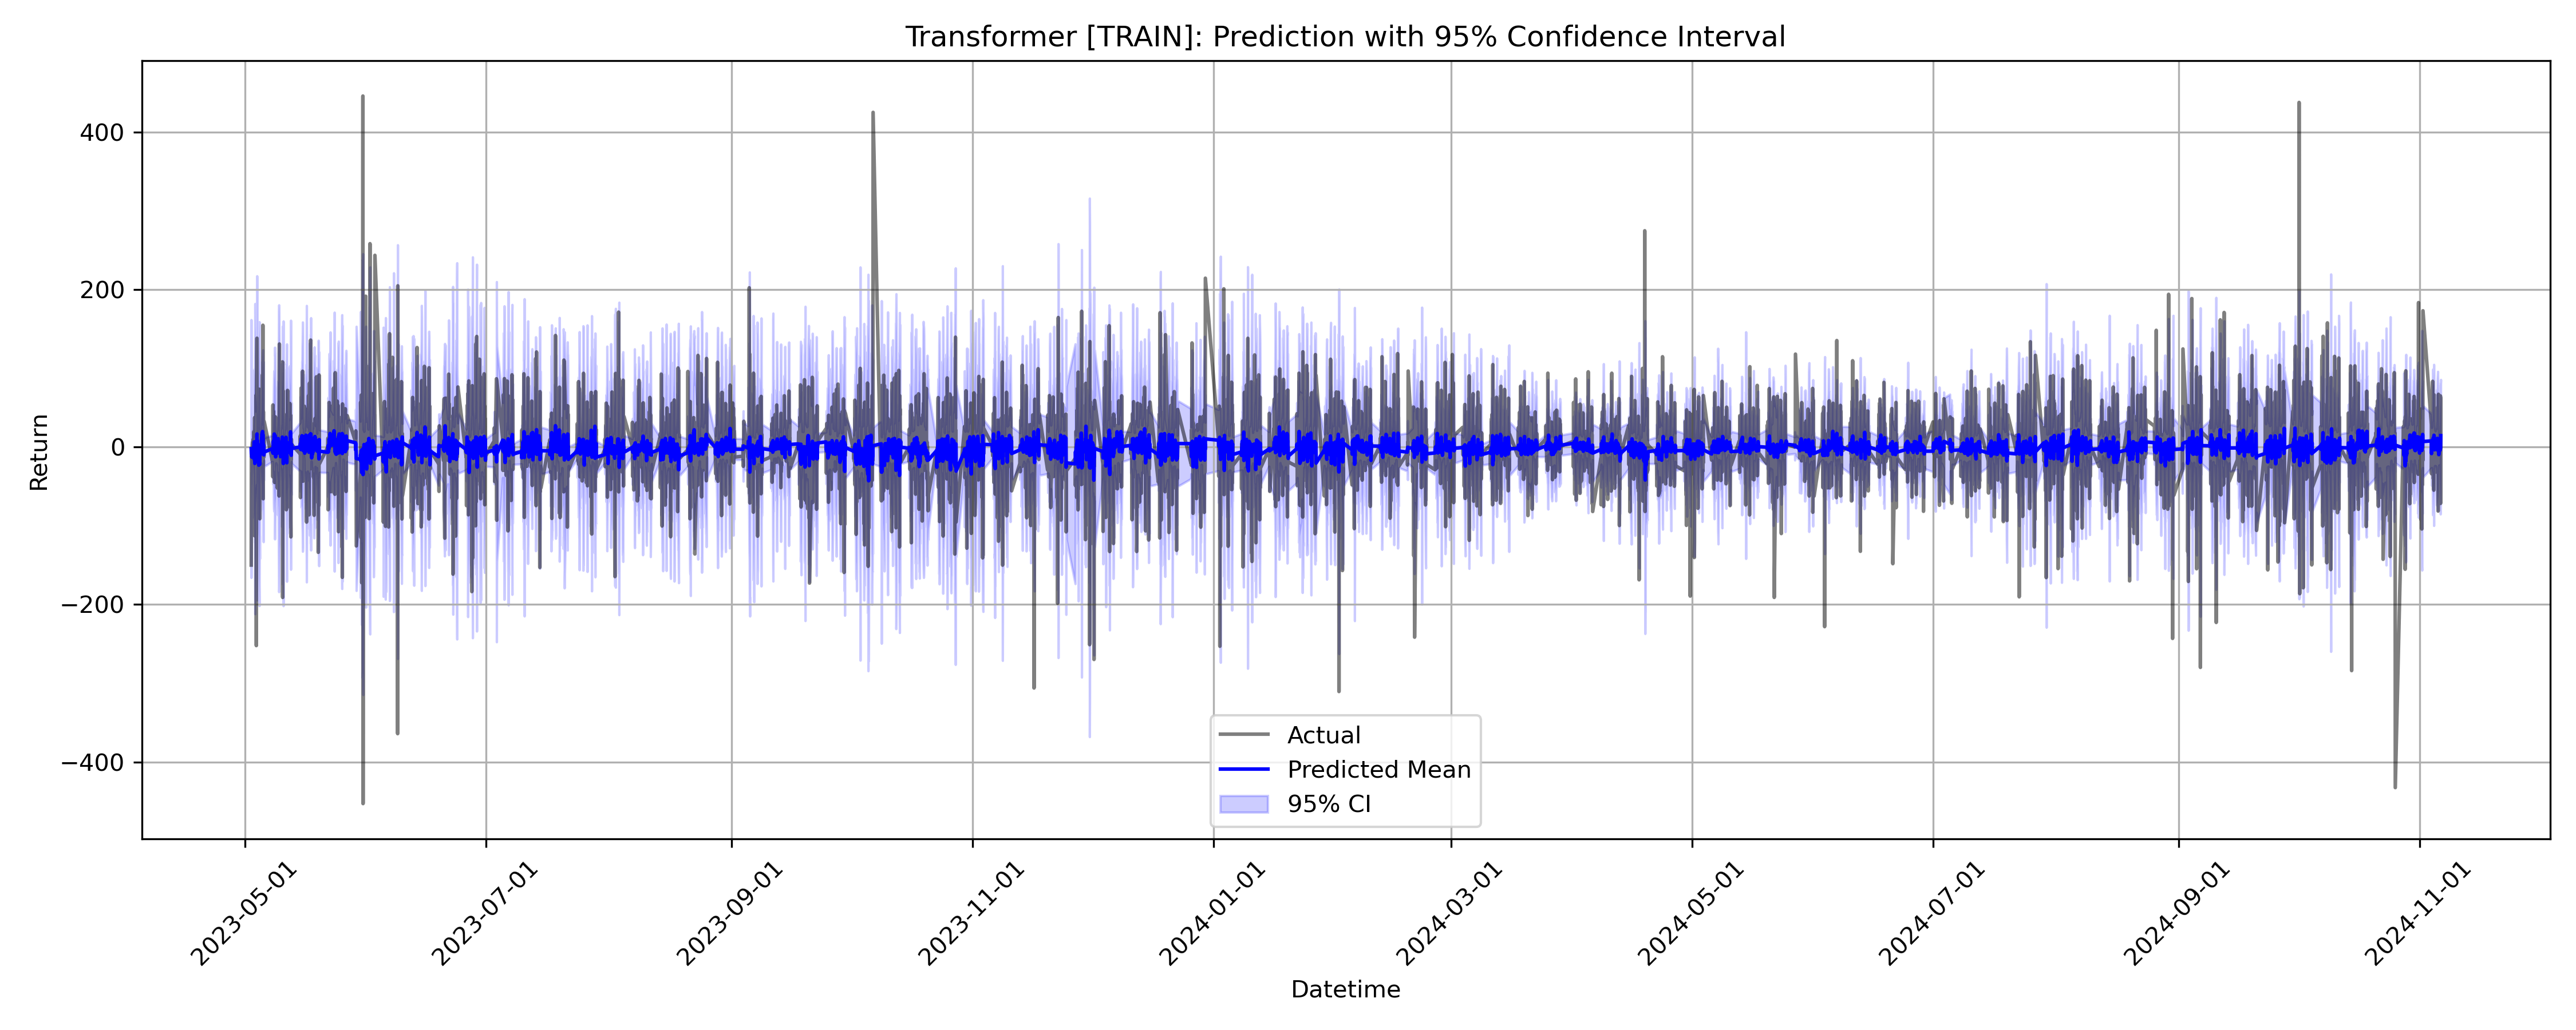 Transformer [TRAIN]: Prediction with 95% Confidence Interval
Return
400
200
0
−200
−400
Actual
Predicted Mean
95% CI
2023-05-01
2023-07-01
2023-09-01
2023-11-01
2024-01-01
2024-03-01
2024-05-01
2024-07-01
2024-09-01
2024-11-01
Datetime